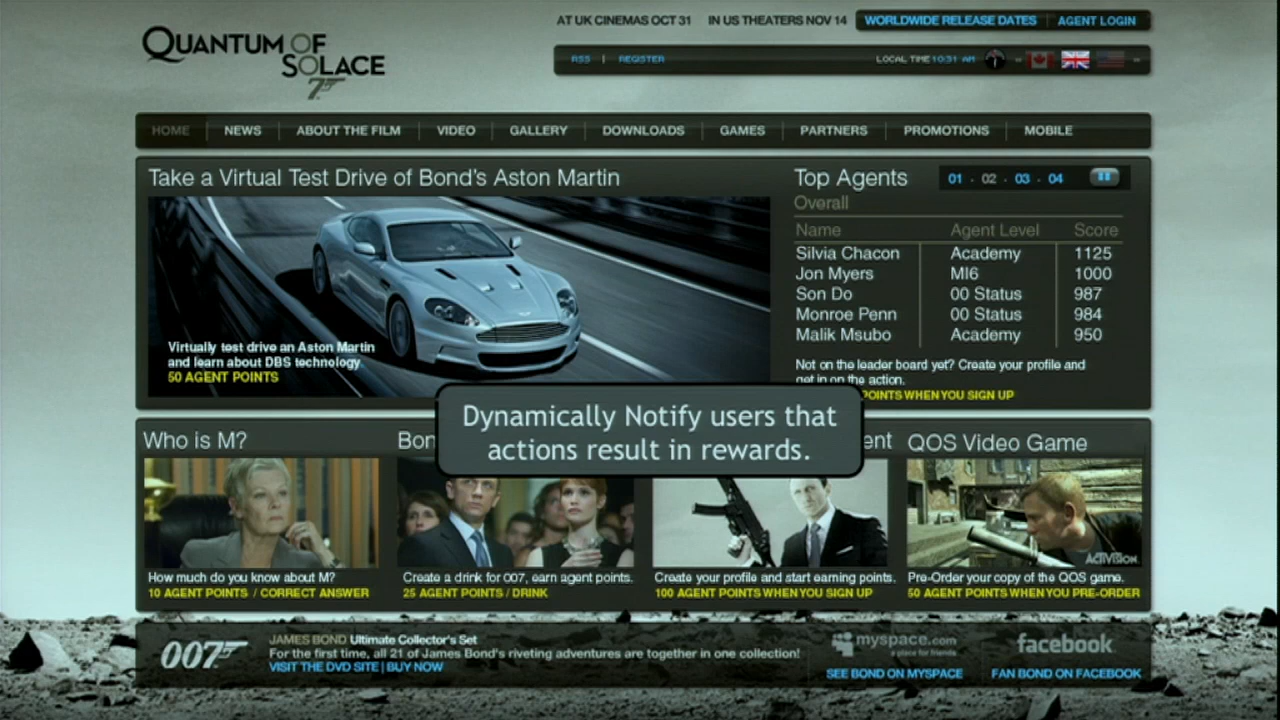 QUANTUM OF
SOLACE
007
AT UK CINEMAS OCT 31 IN US THEATERS NOV 14 WORLDWIDE RELEASE DATES AGENT LOGIN
RSS | REGISTER LOCAL TIME 10:31 AM
HOME NEWS ABOUT THE FILM VIDEO GALLERY DOWNLOADS GAMES PARTNERS PROMOTIONS MOBILE
Take a Virtual Test Drive of Bond's Aston Martin
Virtually test drive an Aston Martin
and learn about DBS technology
50 AGENT POINTS
Top Agents 01 . 02 . 03 . 04
Overall
Name Agent Level Score
Silvia Chacon Academy 1125
Jon Myers MI6 1000
Son Do 00 Status 987
Monroe Penn 00 Status 984
Malik Msubo Academy 950
Not on the leader board yet? Create your profile and
get in on the action.
POINTS WHEN YOU SIGN UP
Dynamically Notify users that
actions result in rewards.
Who is M?
How much do you know about M?
10 AGENT POINTS / CORRECT ANSWER
Create a drink for 007, earn agent points.
25 AGENT POINTS / DRINK
Create your profile and start earning points.
100 AGENT POINTS WHEN YOU SIGN UP
QOS Video Game
ACTIVISION
Pre-Order your copy of the QOS game.
50 AGENT POINTS WHEN YOU PRE-ORDER
007
JAMES BOND Ultimate Collector's Set
For the first time, all 21 of James Bond's riveting adventures are together in one collection!
VISIT THE DVD SITE | BUY NOW
myspace.com
a place for friends
SEE BOND ON MYSPACE
facebook
FAN BOND ON FACEBOOK